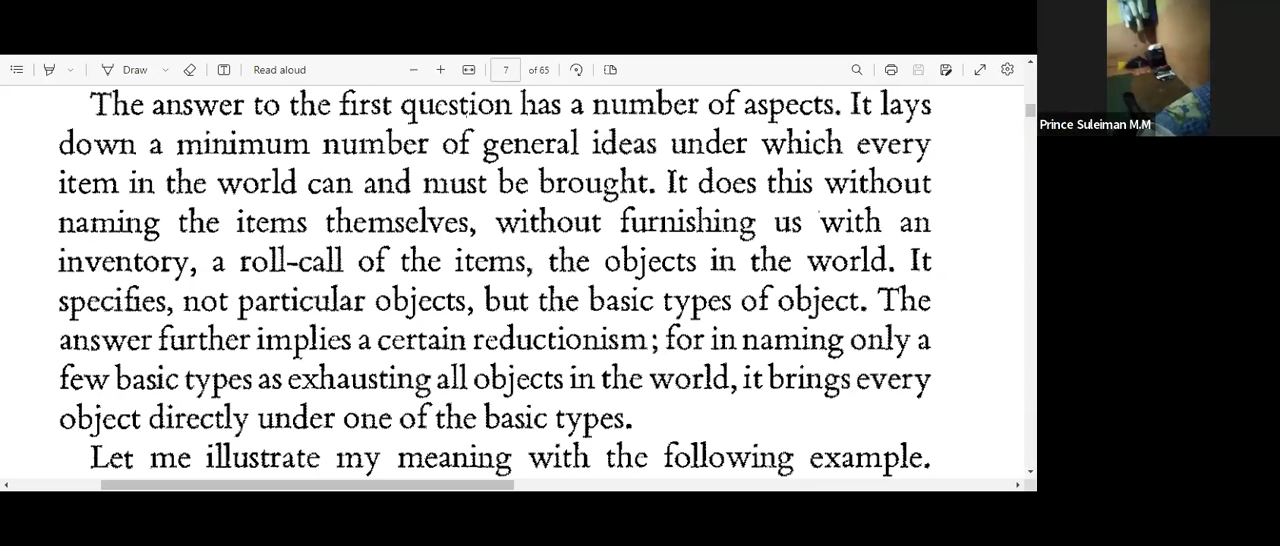 Draw
Read aloud
7 of 65
The answer to the first question has a number of aspects. It lays
down a minimum number of general ideas under which every
item in the world can and must be brought. It does this without
naming the items themselves, without furnishing us with an
inventory, a roll-call of the items, the objects in the world. It
specifies, not particular objects, but the basic types of object. The
answer further implies a certain reductionism; for in naming only a
few basic types as exhausting all objects in the world, it brings every
object directly under one of the basic types.
Let me illustrate my meaning with the following example.
Prince Suleiman M.M